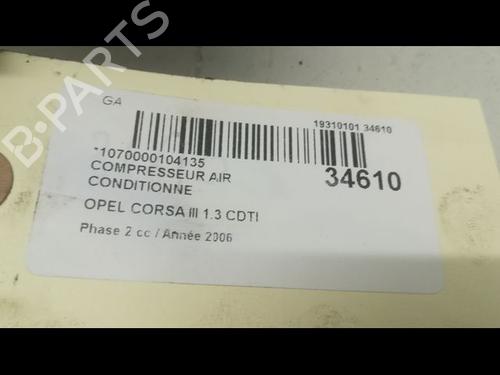 GA
19310101 34610
*1070000104135
34610
COMPRESSEUR AIR
CONDITIONNE
OPEL CORSA III 1.3 CDTI
Phase 2 cc / Année 2006
B-PARTS